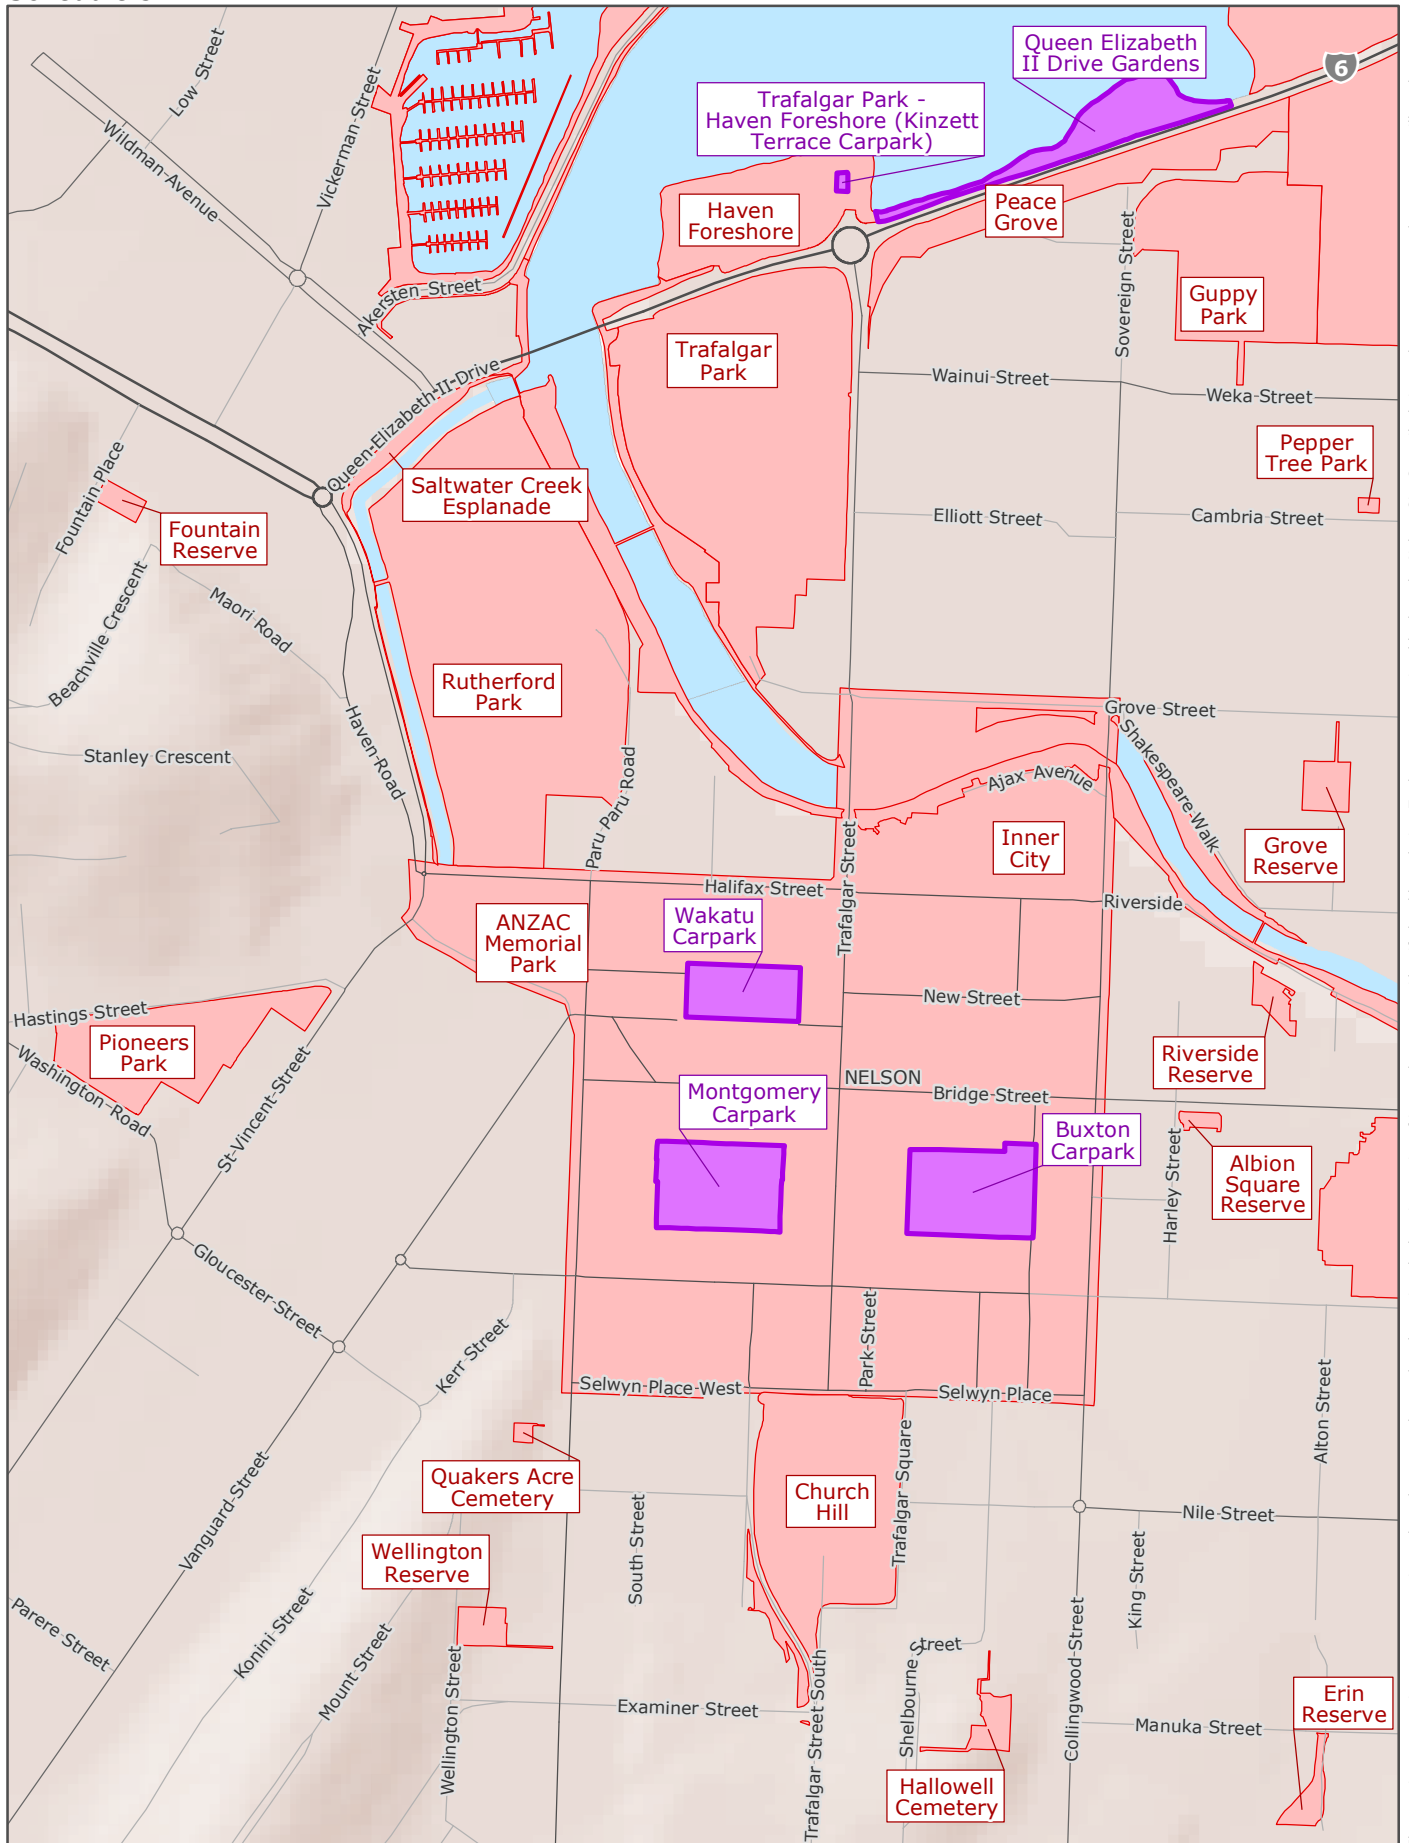 Queen Elizabeth
II Drive Gardens
6
Low Street
Vickerman Street
Trafalgar Park -
Haven Foreshore (Kinzett
Terrace Carpark)
Wildman Avenue
Haven
Foreshore
Peace
Grove
Sovereign Street
Akersten Street
Guppy
Park
Trafalgar
Park
Wainui Street
Weka Street
Queen Elizabeth II Drive
Pepper
Tree Park
Fountain Place
Saltwater Creek
Esplanade
Elliott Street
Cambria Street
Fountain
Reserve
Beachville Crescent
Maori Road
Rutherford
Park
Grove Street
Haven Road
Stanley Crescent
Shakespeare Walk
Paru Paru Road
Ajax Avenue
Inner
City
Grove
Reserve
Trafalgar Street
Halifax Street
Riverside
ANZAC
Memorial
Park
Wakatu
Carpark
New Street
Hastings Street
Pioneers
Park
Washington Road
St Vincent Street
Riverside
Reserve
NELSON
Bridge Street
Montgomery
Carpark
Buxton
Carpark
Harley Street
Albion
Square
Reserve
Gloucester Street
Kerr Street
Park Street
Alton Street
Selwyn Place West
Selwyn Place
Vanguard Street
Quakers Acre
Cemetery
Church
Hill
Trafalgar Square
Nile Street
South Street
King Street
Wellington
Reserve
Parere Street
Konini Street
Mount Street
Wellington Street
Examiner Street
Trafalgar Street South
Shelbourne Street
Collingwood Street
Manuka Street
Erin
Reserve
Hallowell
Cemetery